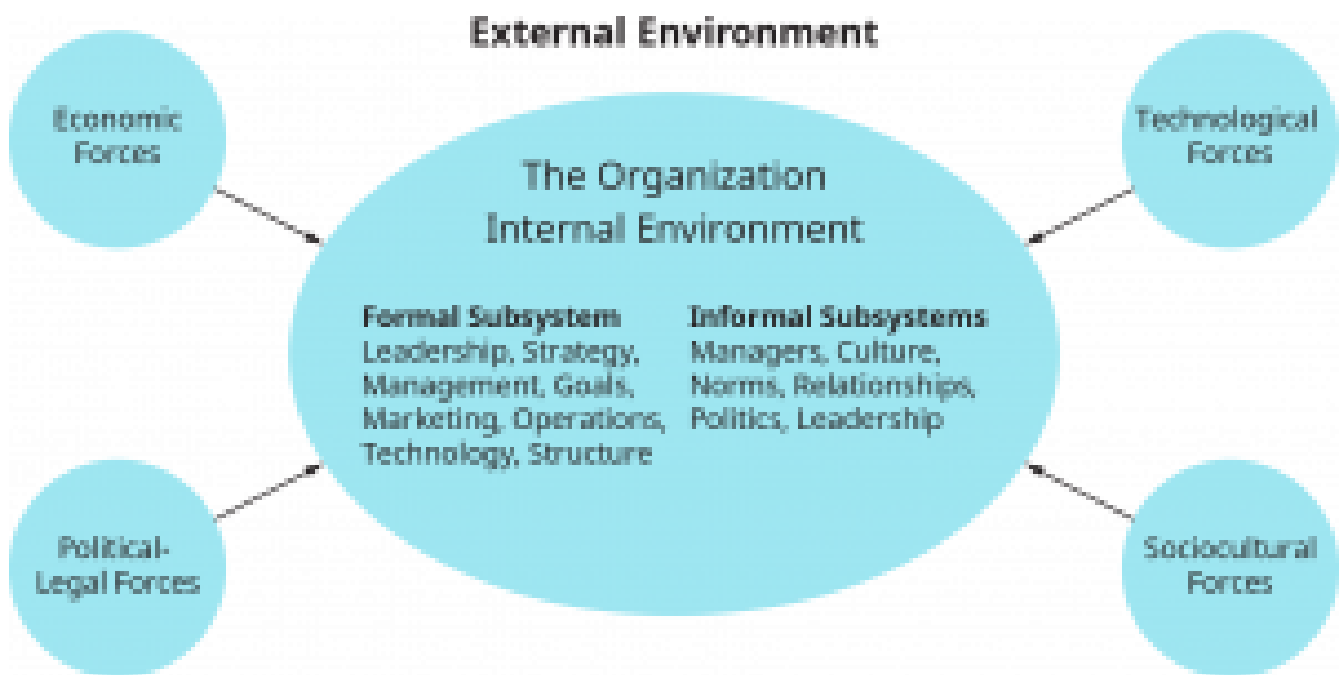 External Environment
Economic
Forces
Technological
Forces
The Organization
Internal Environment
Formal Subsystem
Leadership, Strategy,
Management, Goals,
Marketing, Operations,
Technology, Structure
Informal Subsystems
Managers, Culture,
Norms, Relationships,
Politics, Leadership
Political-
Legal Forces
Sociocultural
Forces